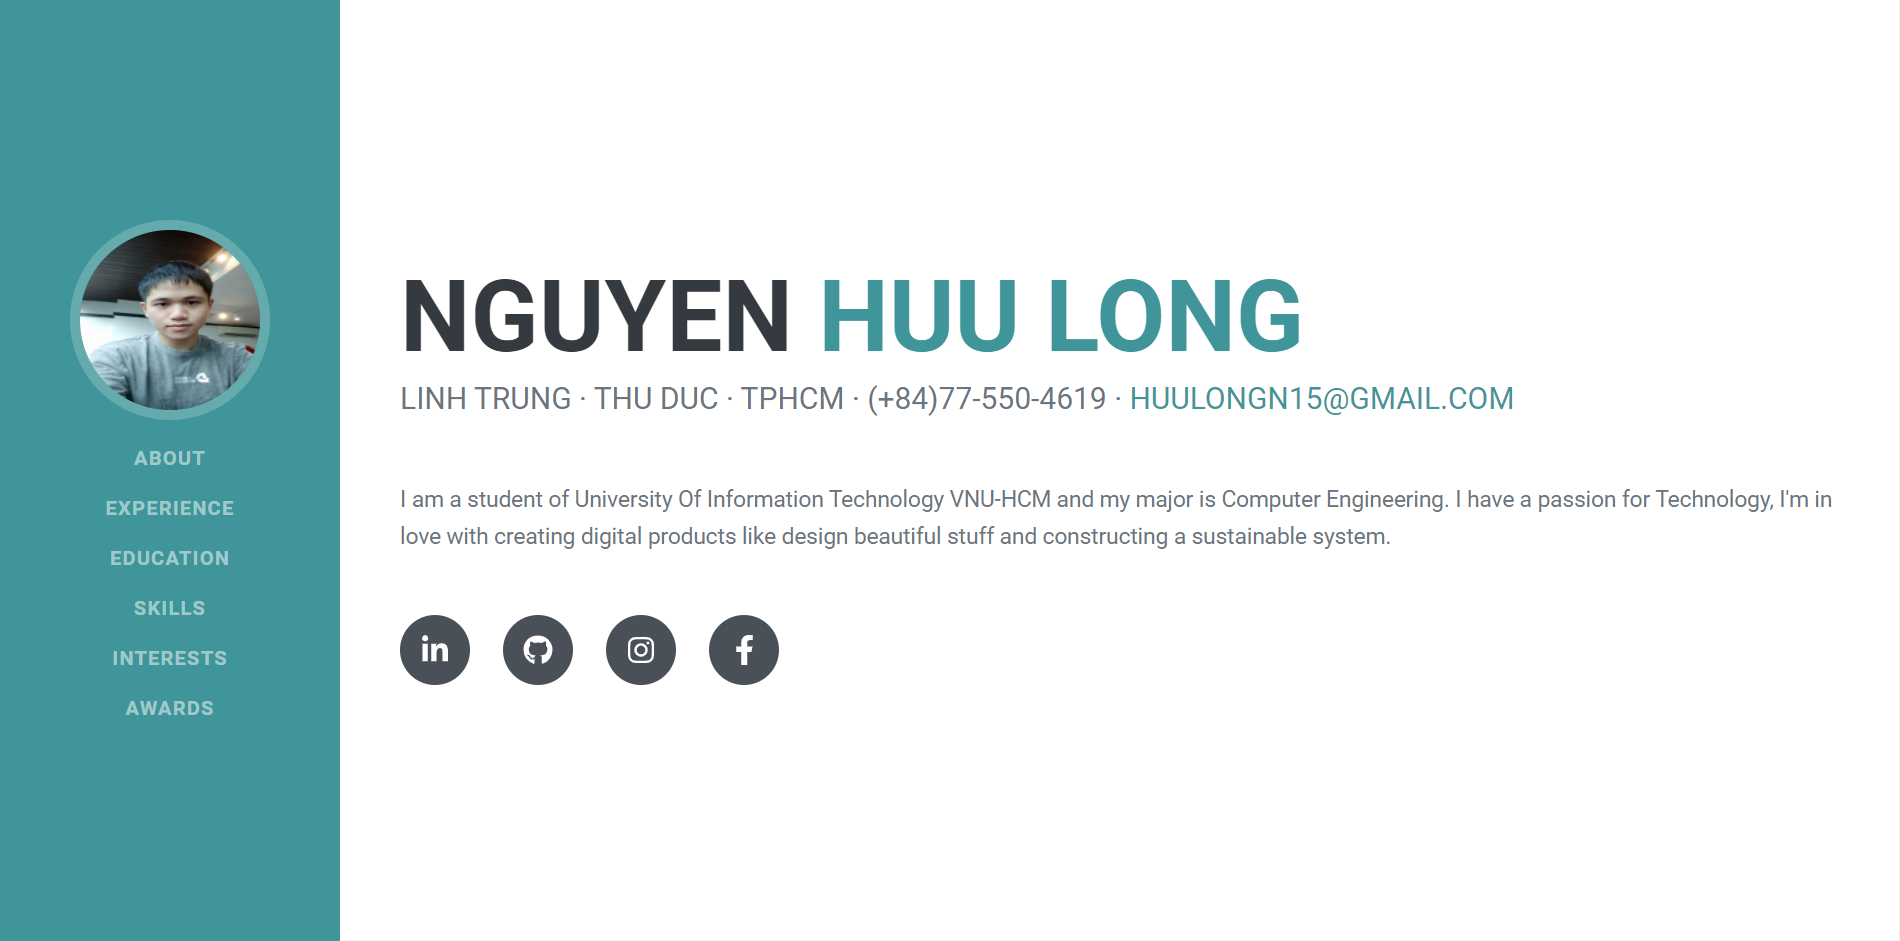 ABOUT
EXPERIENCE
EDUCATION
SKILLS
INTERESTS
AWARDS
NGUYEN HUU LONG
LINH TRUNG · THU DUC · TPHCM · (+84)77-550-4619 · HUULONGN15@GMAIL.COM
I am a student of University Of Information Technology VNU-HCM and my major is Computer Engineering. I have a passion for Technology, I'm in
love with creating digital products like design beautiful stuff and constructing a sustainable system.
in